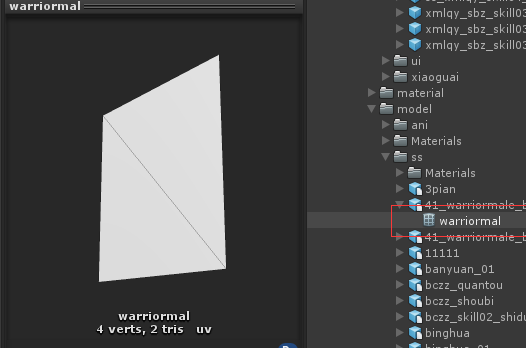 warriormal
warriormal
4 verts, 2 tris uv
xmlqy_sbz_skill03
xmlqy_sbz_skill03
xmlqy_sbz_skill03
ui
xiaoguai
material
model
ani
Materials
ss
Materials
3pian
41_warriormale_b
warriormal
41_warriormale_b
11111
banyuan_01
bczz_quantou
bczz_shoubi
bczz_skill02_shidu
binghua